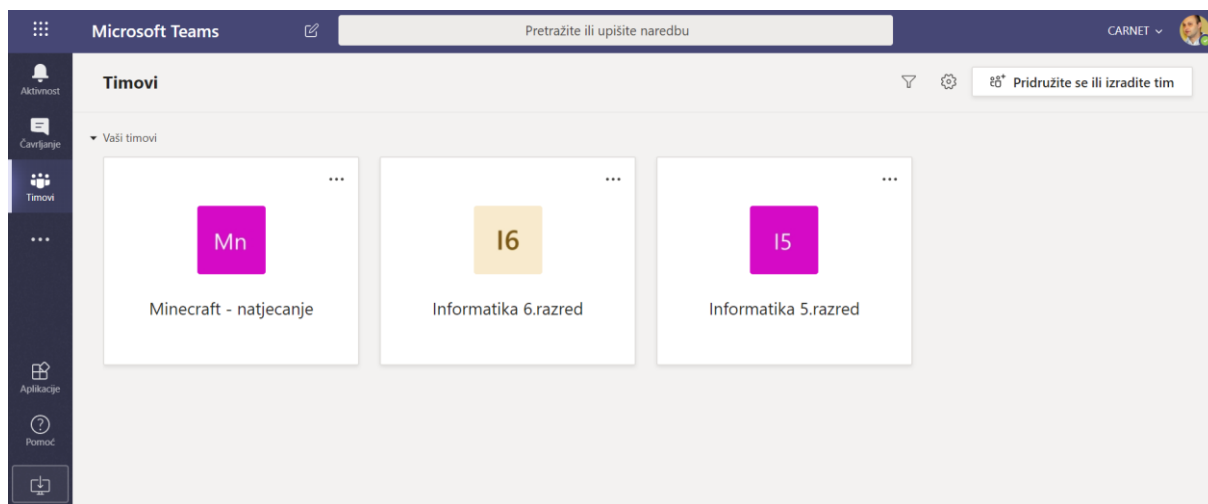 Microsoft Teams
Pretražite ili upišite naredbu
CARNET
Aktivnost
Čavrljanje
Timovi
Aplikacije
Pomoć
Timovi
Pridružite se ili izradite tim
Vaši timovi
Mn
Minecraft - natjecanje
I6
Informatika 6.razred
I5
Informatika 5.razred